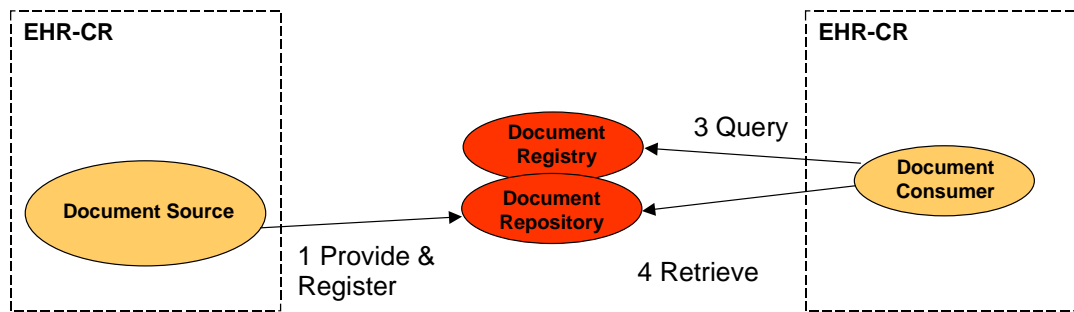 EHR-CR
EHR-CR
Document
Registry
3 Query
Document
Consumer
Document Source
Document
Repository
1 Provide &
Register
4 Retrieve